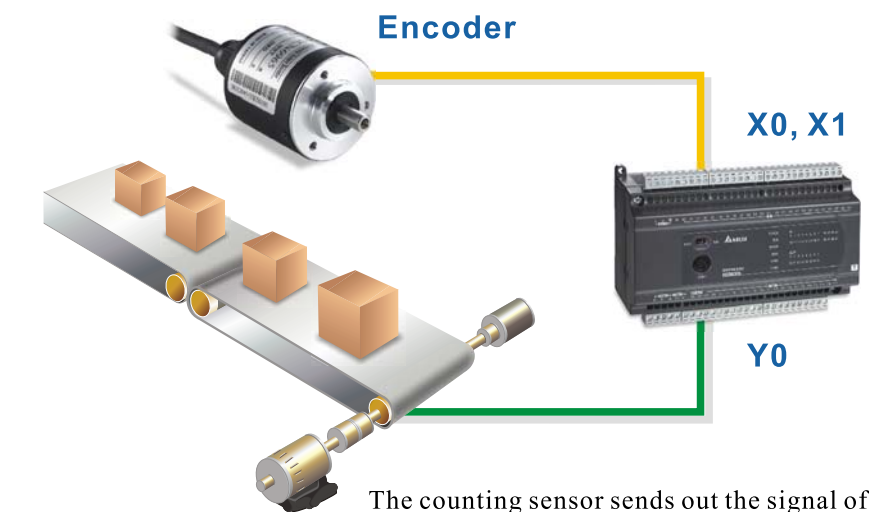 Encoder
X0, X1
Y0
The counting sensor sends out the signal of